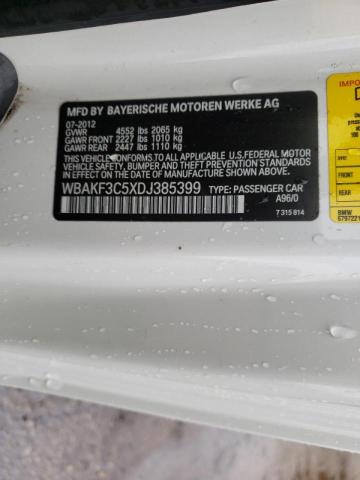 MFD BY BAYERISCHE MOTOREN WERKE AG
07-2012
GVWR 4552 lbs 2065 kg
GAWR FRONT 2227 lbs 1010 kg
GAWR REAR 2447 lbs 1110 kg
THIS VEHICLE CONFORMS TO ALL APPLICABLE U.S. FEDERAL MOTOR
VEHICLE SAFETY, BUMPER, AND THEFT PREVENTION STANDARDS
IN EFFECT ON THE DATE OF MANUFACTURE SHOWN ABOVE.
WBAKF3C5XDJ385399 TYPE: PASSENGER CAR
A96/0
7 315 814
FRONT
REAR
BMW